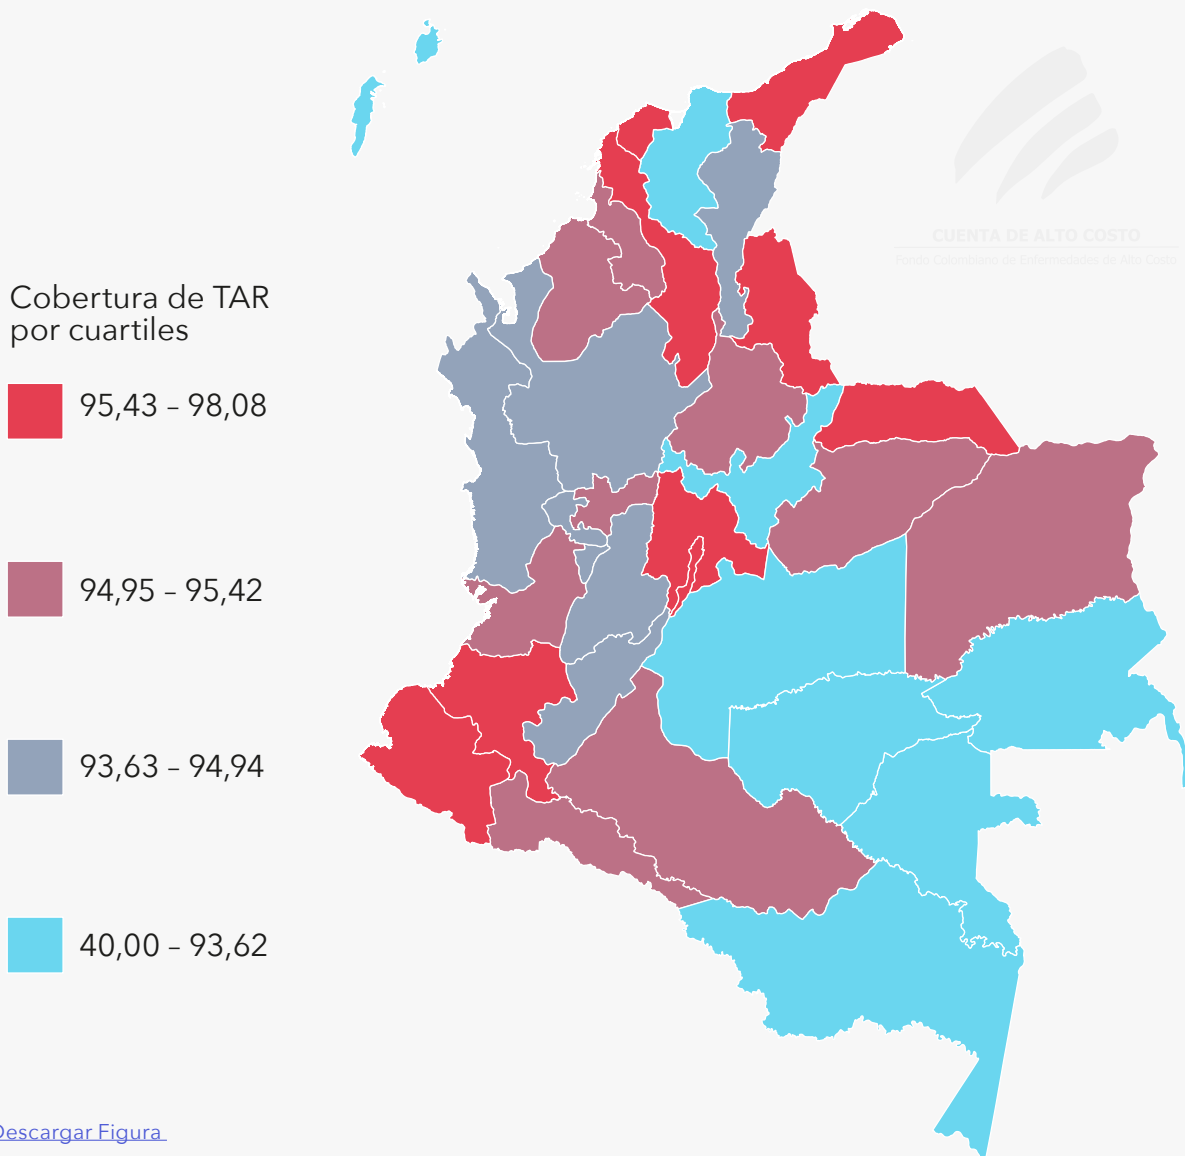 CUENTA DE ALTO COSTO
Fondo Colombiano de Enfermedades de Alto Costo
Cobertura de TAR
por cuartiles
95,43 – 98,08
94,95 – 95,42
93,63 – 94,94
40,00 – 93,62
Descargar Figura